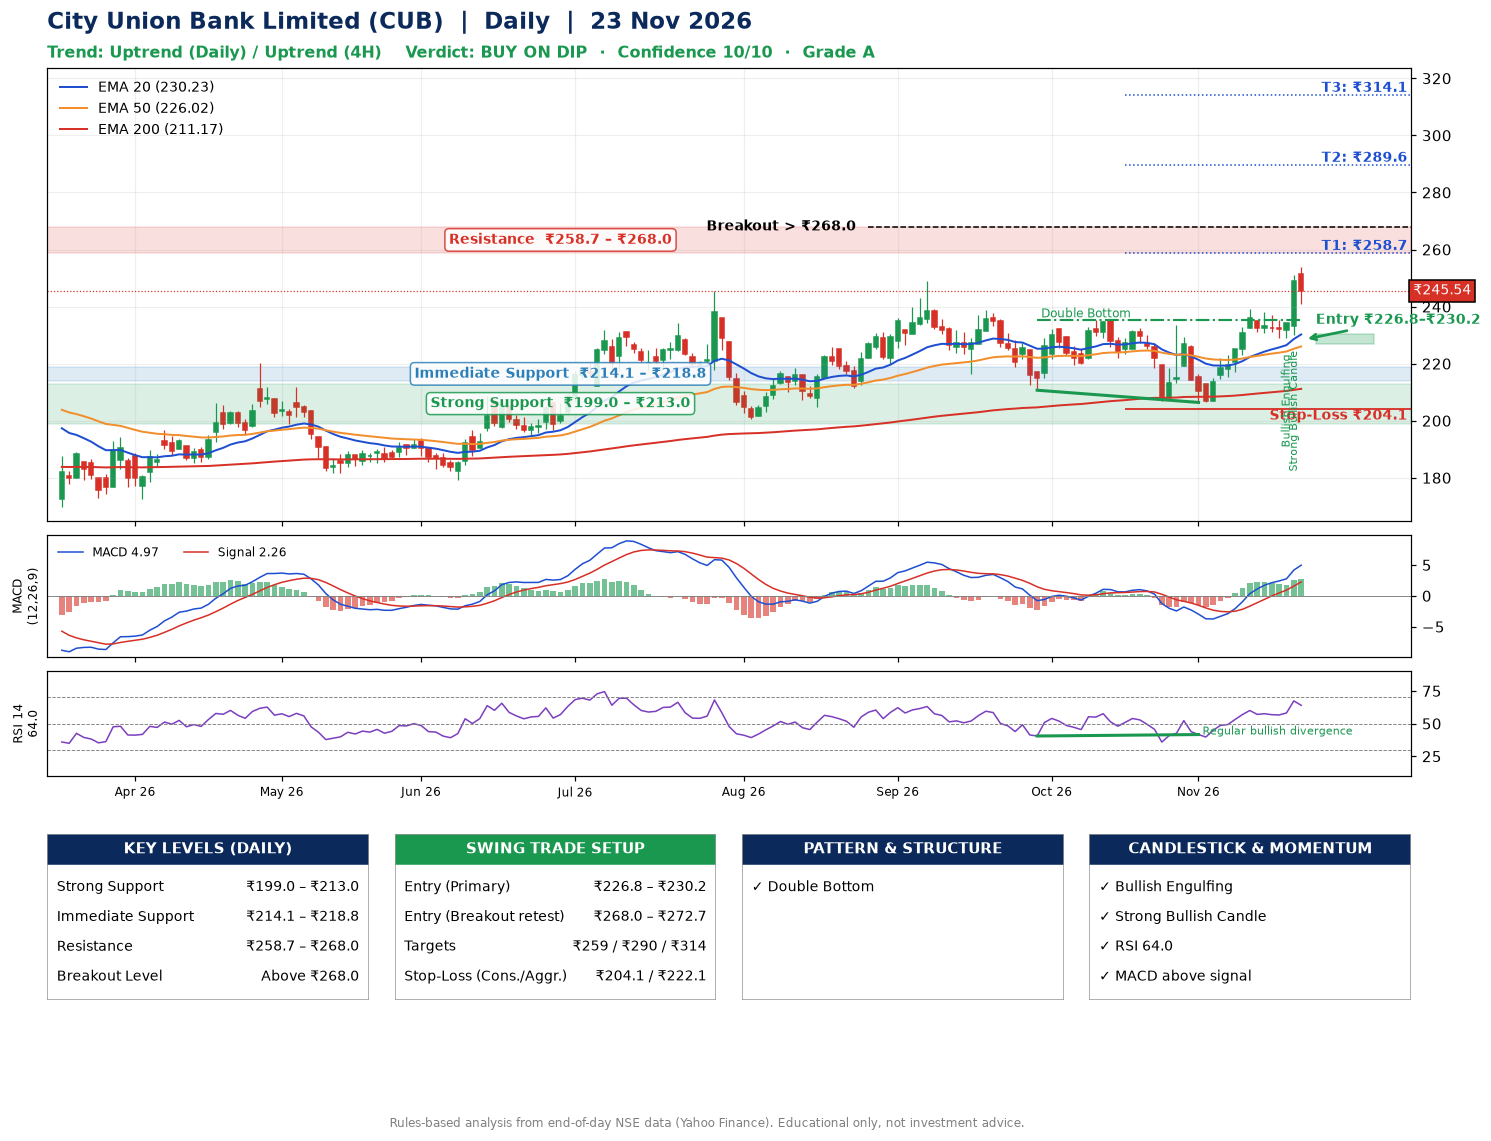 City Union Bank Limited (CUB) | Daily | 23 Nov 2026
Trend: Uptrend (Daily) / Uptrend (4H) Verdict: BUY ON DIP · Confidence 10/10 · Grade A
EMA 20 (230.23)
EMA 50 (226.02)
EMA 200 (211.17)
T3: ₹314.1
T2: ₹289.6
Breakout > ₹268.0
Resistance ₹258.7 – ₹268.0
T1: ₹258.7
₹245.54
Double Bottom
Entry ₹226.8–₹230.2
Immediate Support ₹214.1 – ₹218.8
Strong Support ₹199.0 – ₹213.0
Stop-Loss ₹204.1
Bullish Engulfing
Strong Bullish Candle
320
300
280
260
240
220
200
180
MACD 4.97 Signal 2.26
MACD
(12,26,9)
5
0
−5
RSI 14
64.0
Regular bullish divergence
75
50
25
Apr 26 May 26 Jun 26 Jul 26 Aug 26 Sep 26 Oct 26 Nov 26
KEY LEVELS (DAILY)
Strong Support ₹199.0 – ₹213.0
Immediate Support ₹214.1 – ₹218.8
Resistance ₹258.7 – ₹268.0
Breakout Level Above ₹268.0
SWING TRADE SETUP
Entry (Primary) ₹226.8 – ₹230.2
Entry (Breakout retest) ₹268.0 – ₹272.7
Targets ₹259 / ₹290 / ₹314
Stop-Loss (Cons./Aggr.) ₹204.1 / ₹222.1
PATTERN & STRUCTURE
✓ Double Bottom
CANDLESTICK & MOMENTUM
✓ Bullish Engulfing
✓ Strong Bullish Candle
✓ RSI 64.0
✓ MACD above signal
Rules-based analysis from end-of-day NSE data (Yahoo Finance). Educational only, not investment advice.